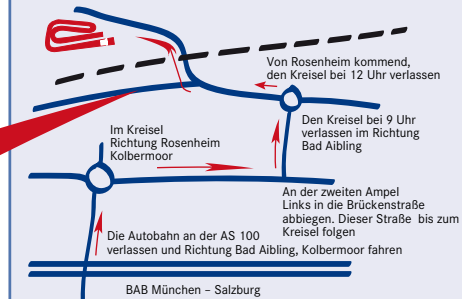 Von Rosenheim kommend,
den Kreisel bei 12 Uhr verlassen
Den Kreisel bei 9 Uhr
verlassen im Richtung
Bad Aibling
Im Kreisel
Richtung Rosenheim
Kolbermoor
An der zweiten Ampel
Links in die Brückenstraße
abbiegen. Dieser Straße bis zum
Kreisel folgen
Die Autobahn an der AS 100
verlassen und Richtung Bad Aibling, Kolbermoor fahren
BAB München – Salzburg